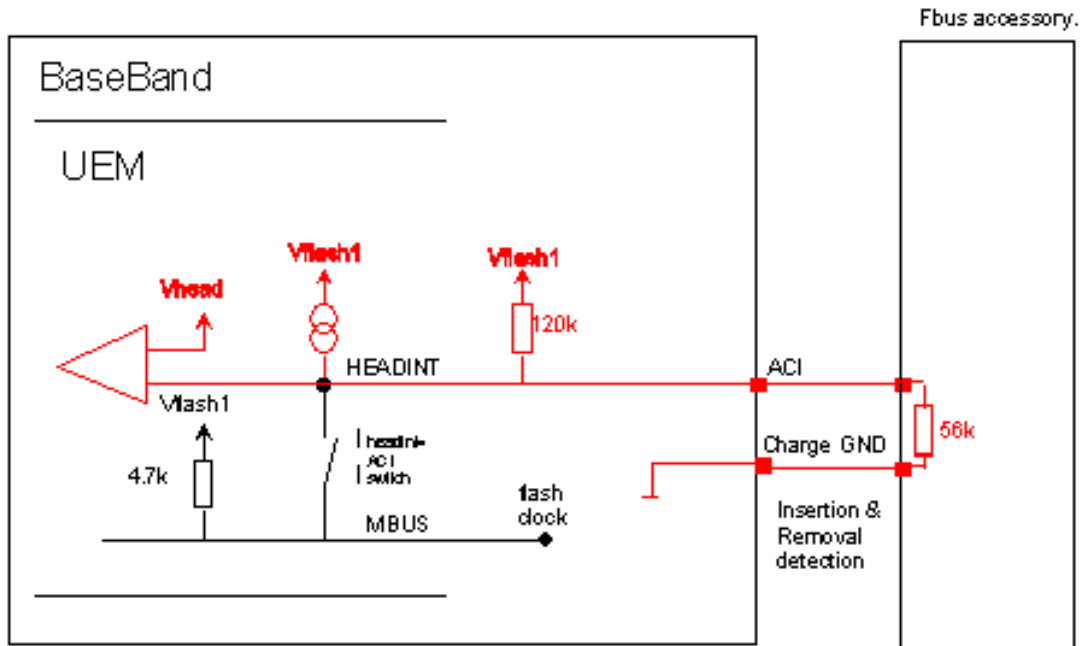 Fbus accessory.
BaseBand
UEM
Vflash1
Vflash1
Vhead
120k
HEADINT
ACI
Vflash1
56k
Charge GND
headint
ACI
switch
4.7k
flash
clock
MBUS
Insertion &
Removal
detection